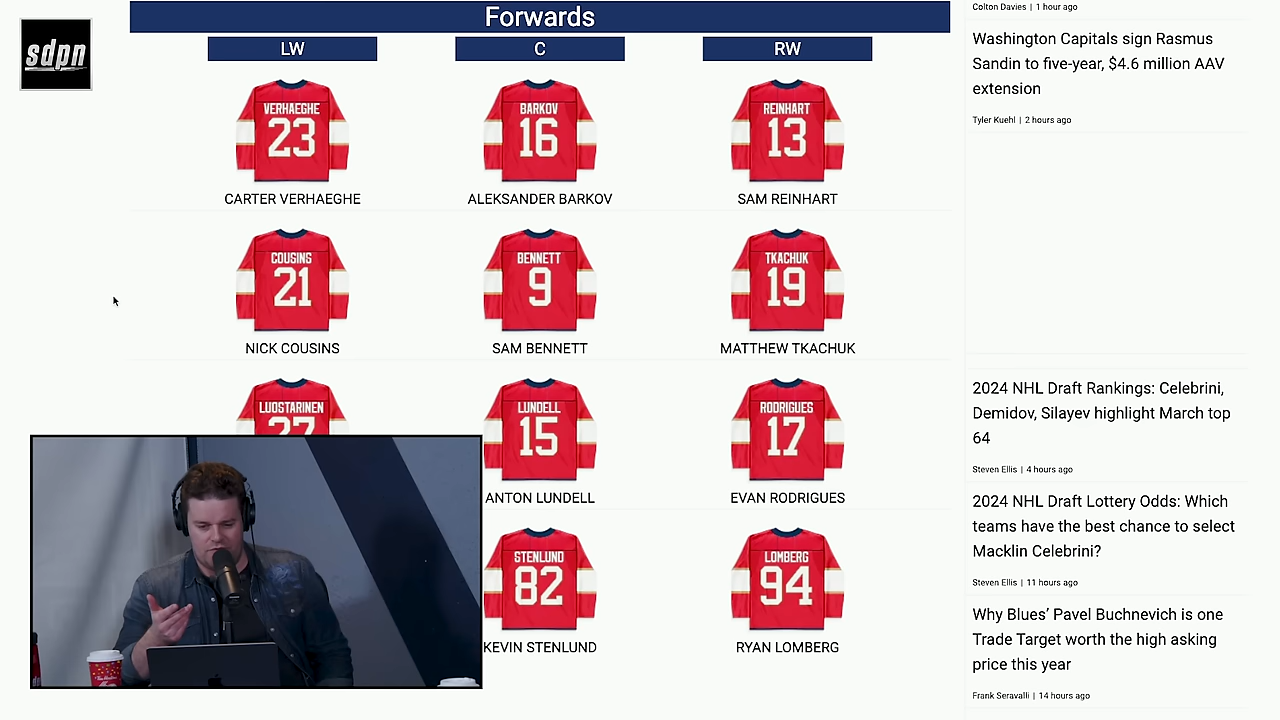 sdpn
Forwards
LW
C
RW
VERHAEGHE
23
CARTER VERHAEGHE
BARKOV
16
ALEKSANDER BARKOV
REINHART
13
SAM REINHART
COUSINS
21
NICK COUSINS
BENNETT
9
SAM BENNETT
TKACHUK
19
MATTHEW TKACHUK
LUOSTARINEN
27
LUNDELL
15
ANTON LUNDELL
RODRIGUES
17
EVAN RODRIGUES
STENLUND
82
KEVIN STENLUND
LOMBERG
94
RYAN LOMBERG
Colton Davies | 1 hour ago
Washington Capitals sign Rasmus
Sandin to five-year, $4.6 million AAV
extension
Tyler Kuehl | 2 hours ago
2024 NHL Draft Rankings: Celebrini,
Demidov, Silayev highlight March top
64
Steven Ellis | 4 hours ago
2024 NHL Draft Lottery Odds: Which
teams have the best chance to select
Macklin Celebrini?
Steven Ellis | 11 hours ago
Why Blues’ Pavel Buchnevich is one
Trade Target worth the high asking
price this year
Frank Seravalli | 14 hours ago